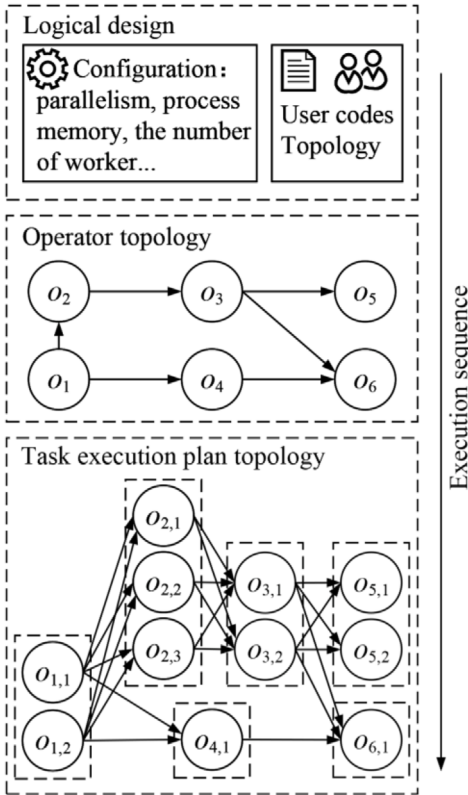 Logical design
Configuration：
parallelism, process
memory, the number
of worker...
User codes
Topology
Operator topology
O2
O3
O5
O1
O4
O6
Task execution plan topology
O2,1
O2,2
O3,1
O5,1
O2,3
O3,2
O5,2
O1,1
O1,2
O4,1
O6,1
Execution sequence